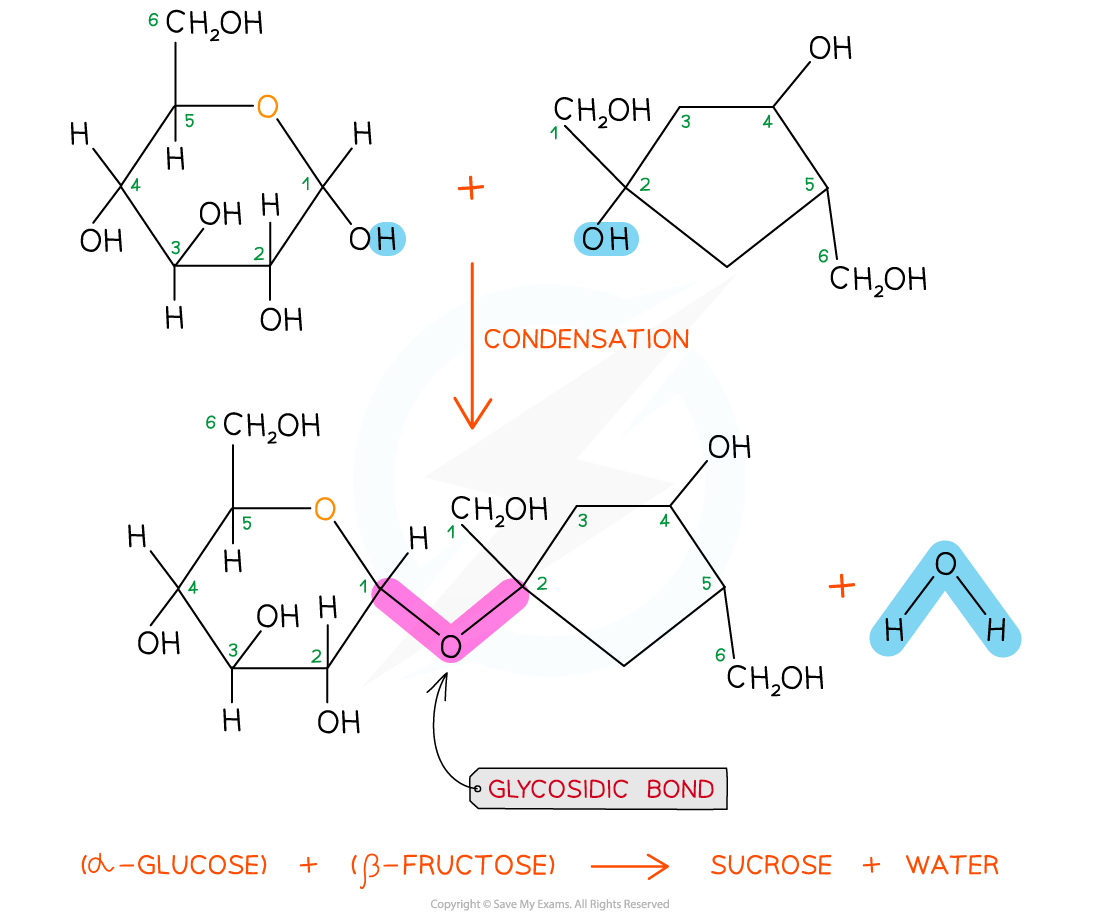 6 CH₂OH
OH
H
5
O
H
CH₂OH
1
3
4
H
4
1
OH
H
2
5
OH
3
2
OH
OH
H
OH
6
CH₂OH
+
CONDENSATION
6 CH₂OH
OH
H
5
O
H
CH₂OH
1
3
4
H
4
1
OH
H
2
5
OH
3
2
O
H
OH
6
CH₂OH
+
O
H H
GLYCOSIDIC BOND
(α–GLUCOSE) + (β–FRUCTOSE) → SUCROSE + WATER
Copyright © Save My Exams. All Rights Reserved